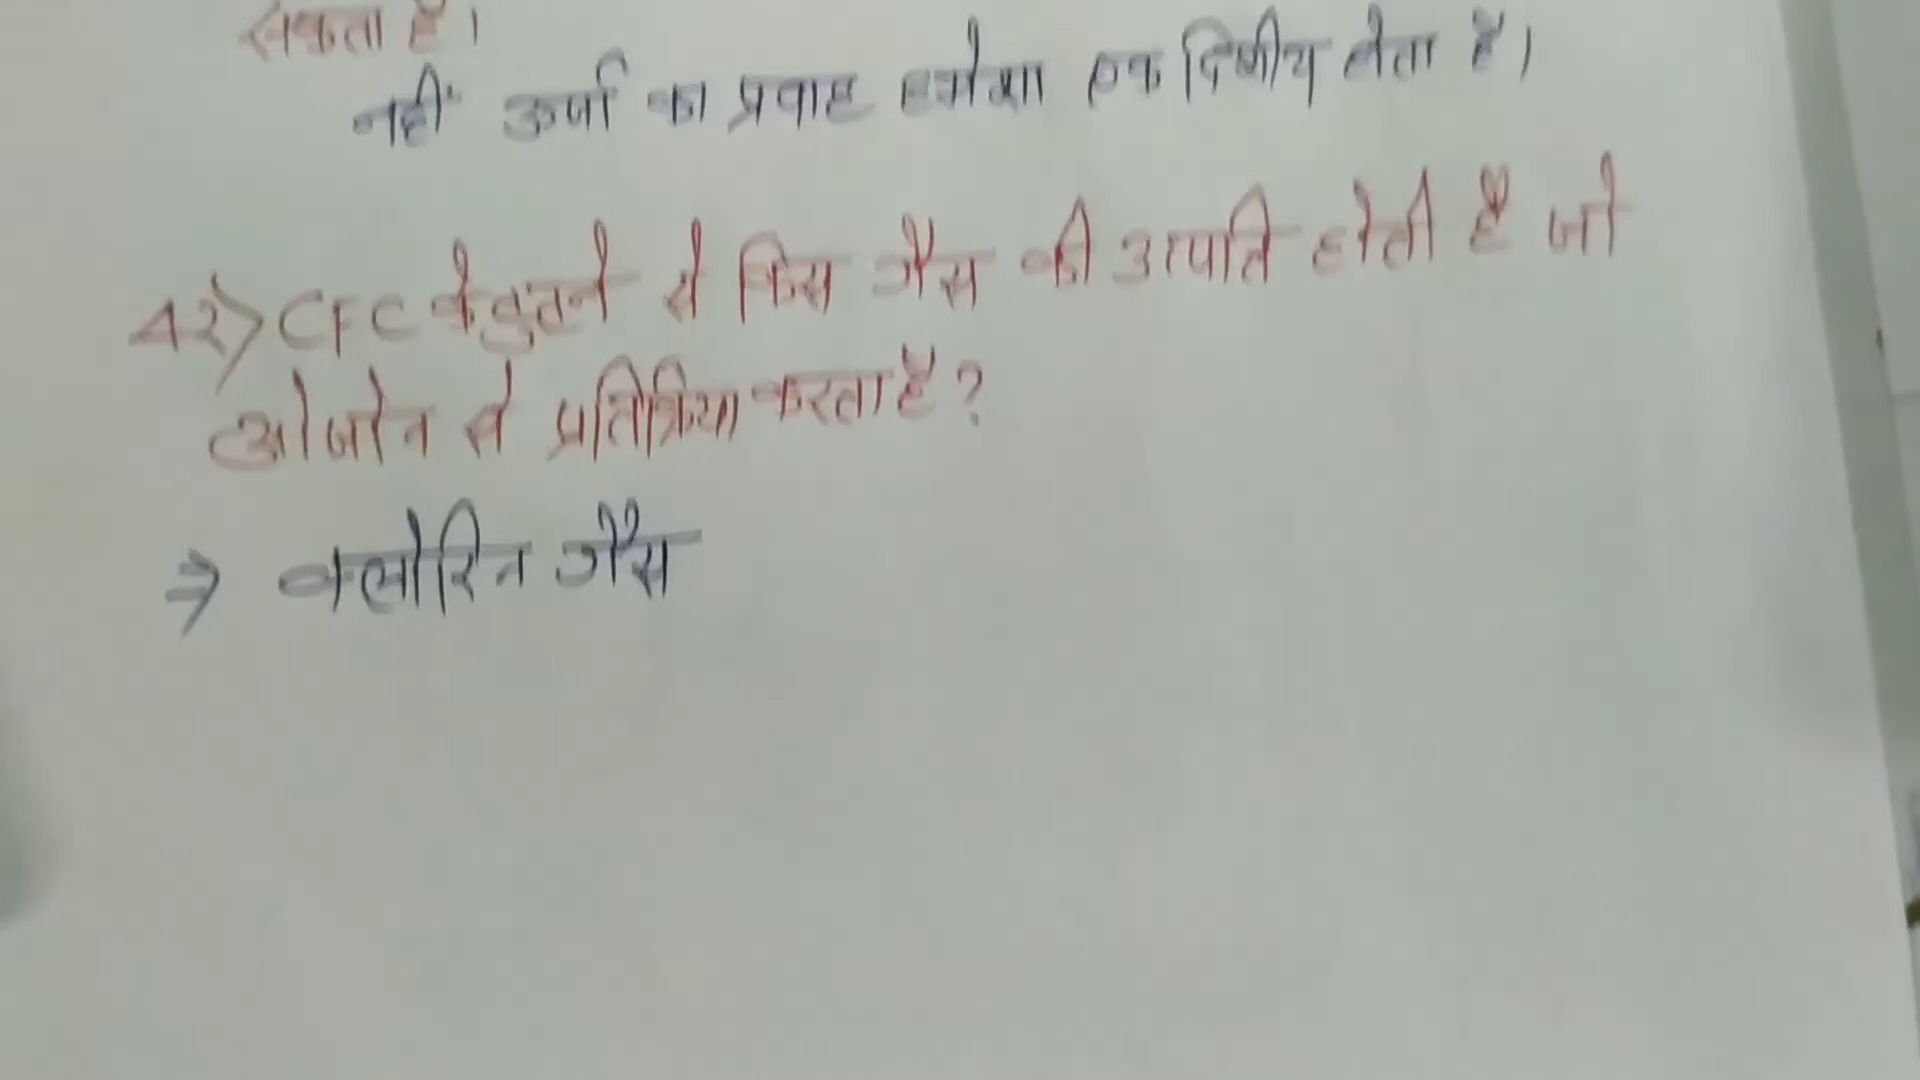 सकता है।
नहीं ऊर्जा का प्रवाह हमेशा एक दिशीय होता है।
42) CFC के टुटने से किस गैस की उत्पति होती है जो
ओजोन से प्रतिक्रिया करता है?
⇒ क्लोरिन गैस